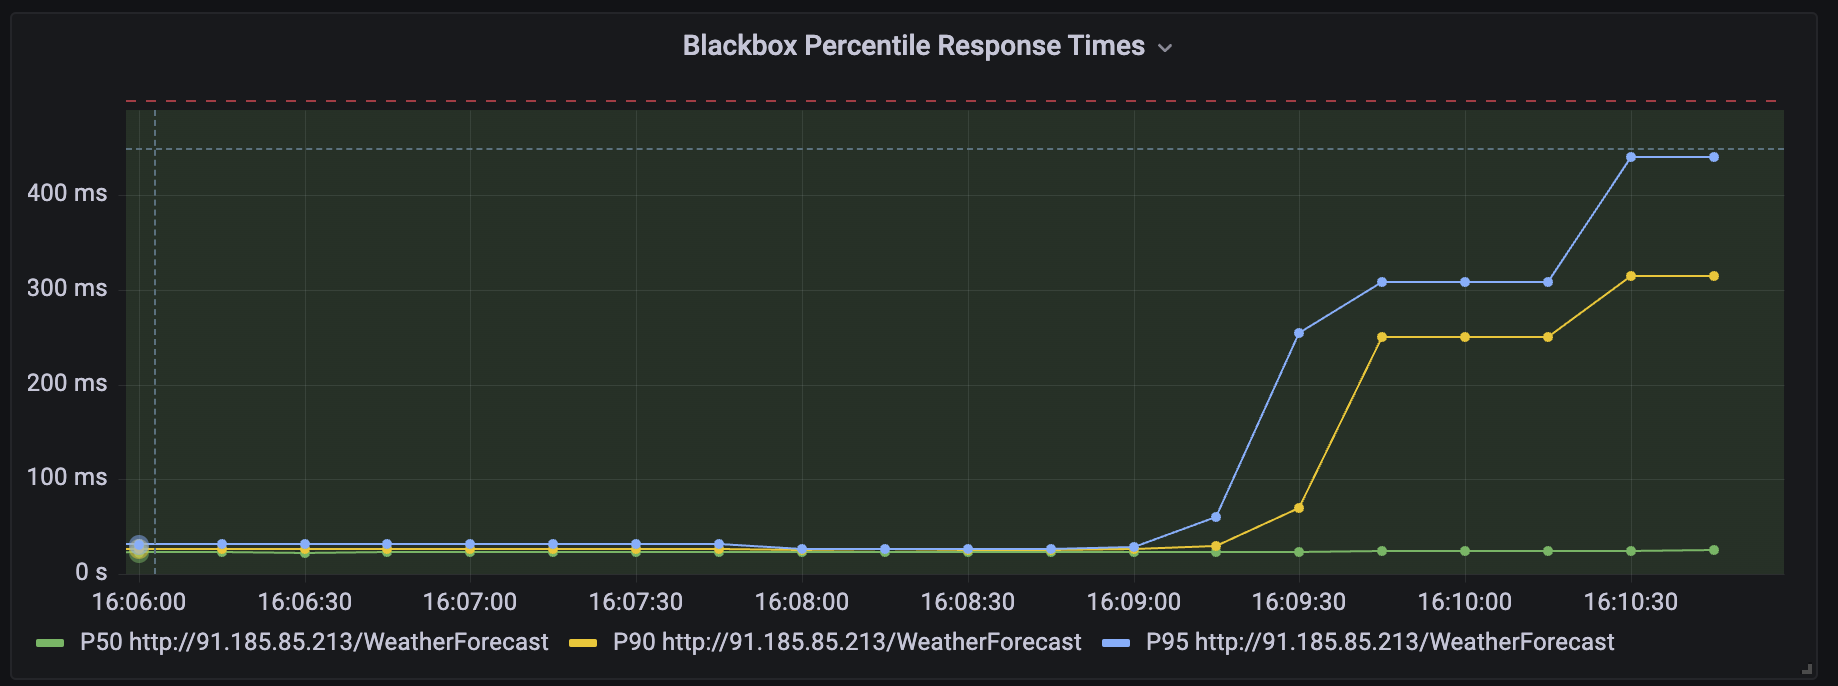 Blackbox Percentile Response Times
400 ms
300 ms
200 ms
100 ms
0 s
16:06:00 16:06:30 16:07:00 16:07:30 16:08:00 16:08:30 16:09:00 16:09:30 16:10:00 16:10:30
P50 http://91.185.85.213/WeatherForecast P90 http://91.185.85.213/WeatherForecast P95 http://91.185.85.213/WeatherForecast